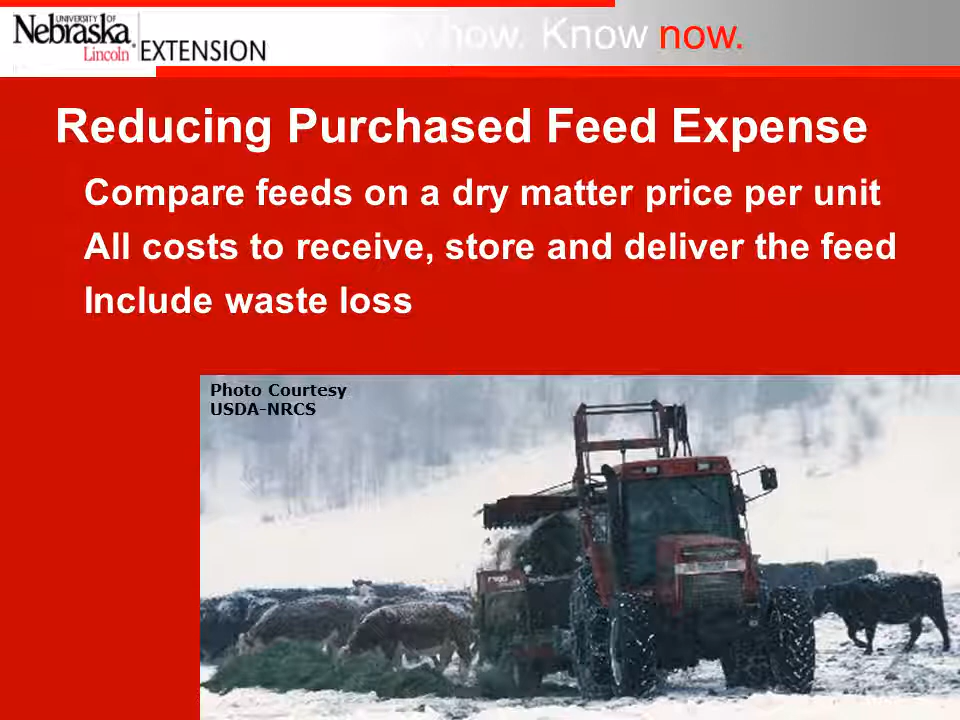 UNIVERSITY OF
Nebraska
Lincoln
EXTENSION
how. Know now.
Reducing Purchased Feed Expense
Compare feeds on a dry matter price per unit
All costs to receive, store and deliver the feed
Include waste loss
Photo Courtesy
USDA-NRCS